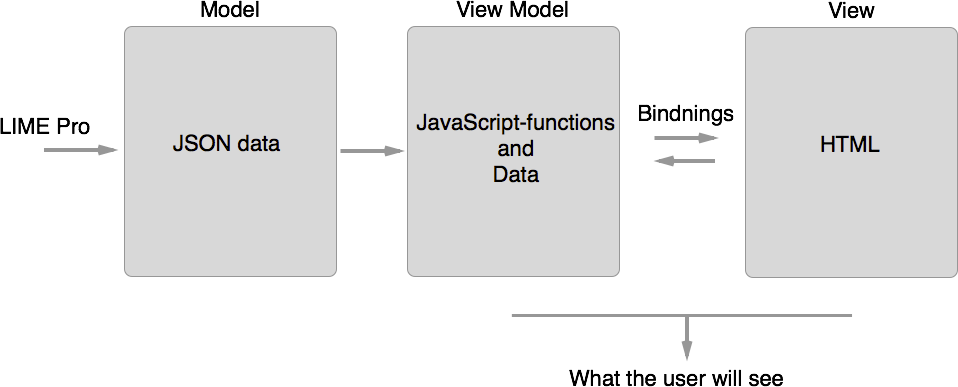 Model
View Model
View
LIME Pro
JSON data
JavaScript-functions
and
Data
Bindnings
HTML
What the user will see